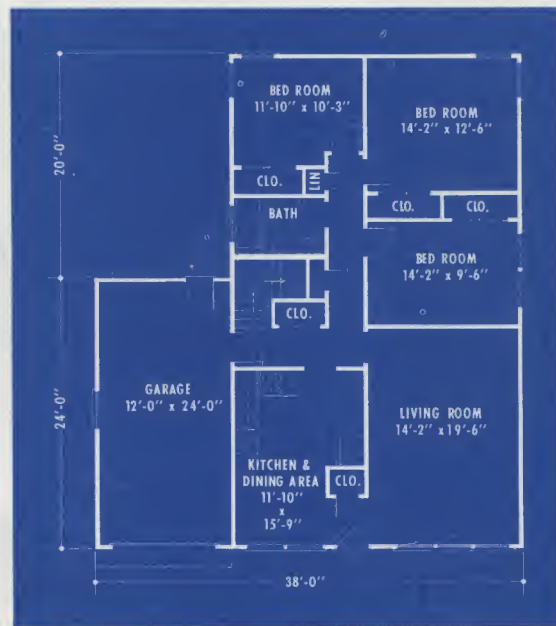 BED ROOM
11'-10" x 10'-3"
BED ROOM
14'-2" x 12'-6"
20'-0"
CLO.
LIN
CLO.
CLO.
BATH
BED ROOM
14'-2" x 9'-6"
CLO.
GARAGE
12'-0" x 24'-0"
24'-0"
LIVING ROOM
14'-2" x 19'-6"
KITCHEN &
DINING AREA
11'-10"
x
15'-9"
CLO.
38'-0"